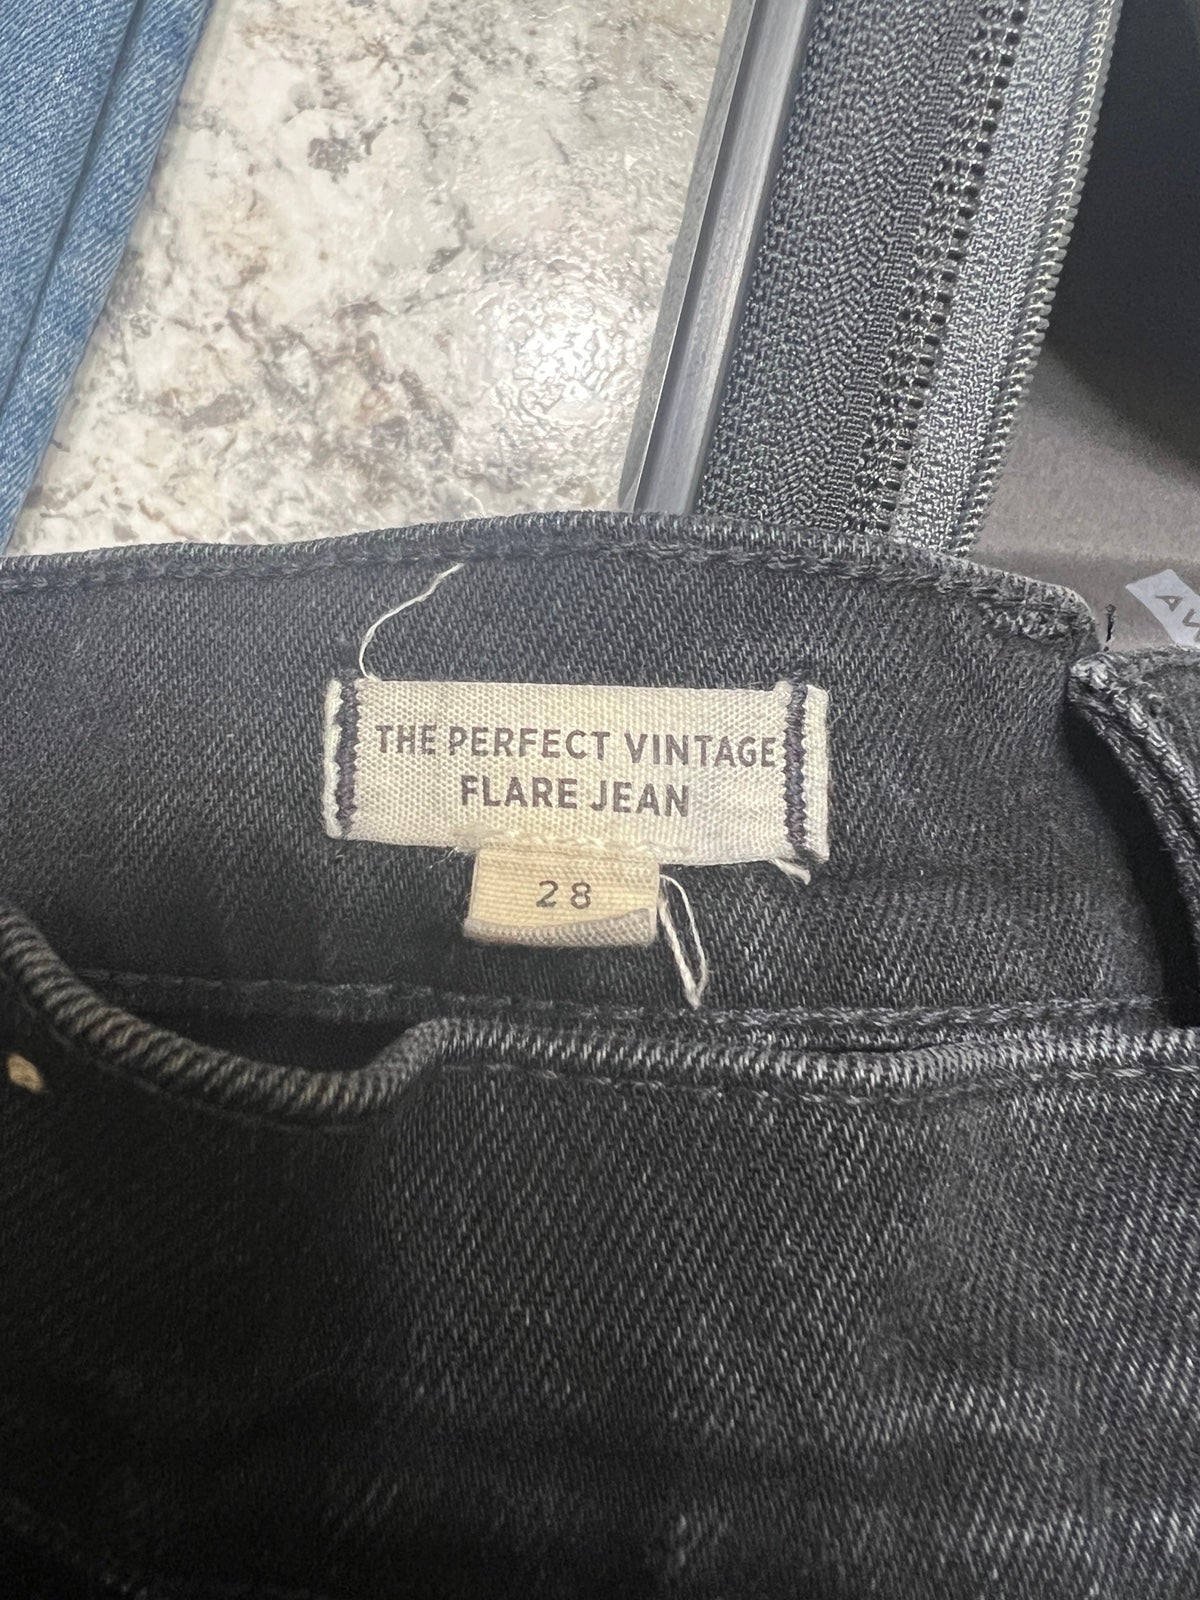 THE PERFECT VINTAGE
FLARE JEAN
28